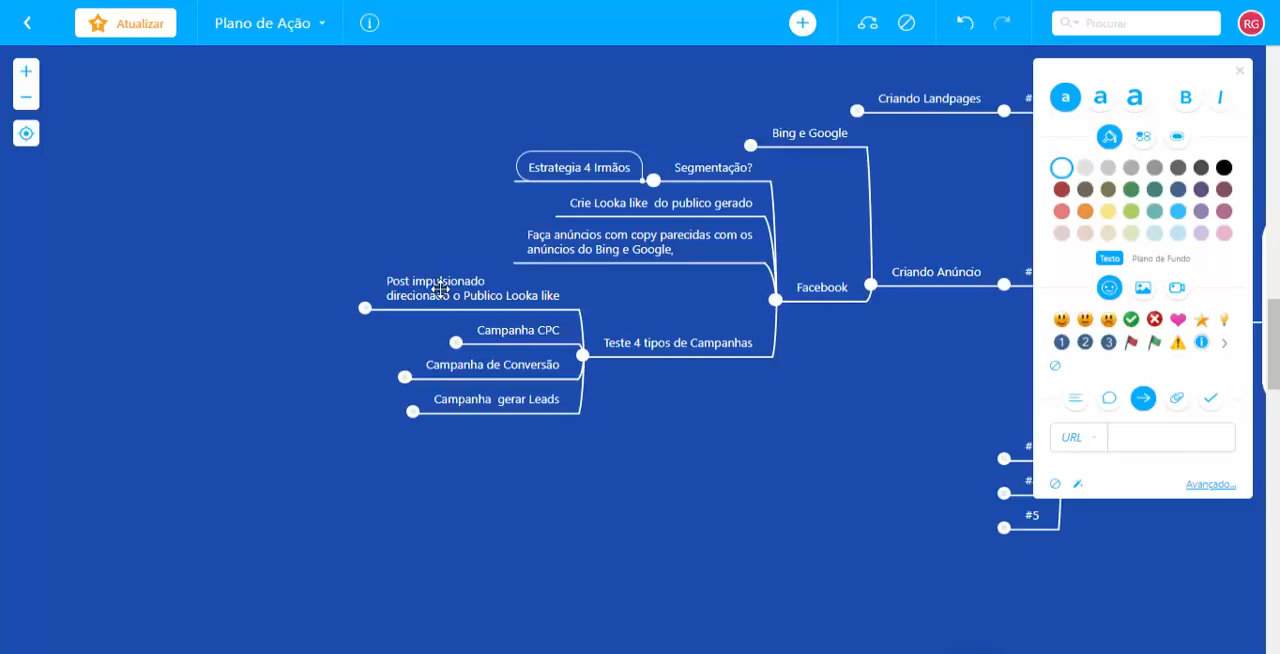 Atualizar
Plano de Ação
Procurar
RG
a a a B I
Criando Landpages
#
Bing e Google
Estrategia 4 Irmãos
Segmentação?
Crie Looka like do publico gerado
Faça anúncios com copy parecidas com os
anúncios do Bing e Google,
Criando Anúncio
#
Facebook
Post impulsionado
direcionado o Publico Looka like
Campanha CPC
Teste 4 tipos de Campanhas
Campanha de Conversão
Campanha gerar Leads
Texto
Plano de Fundo
1 2 3
URL
Avançado...
#
#
#5